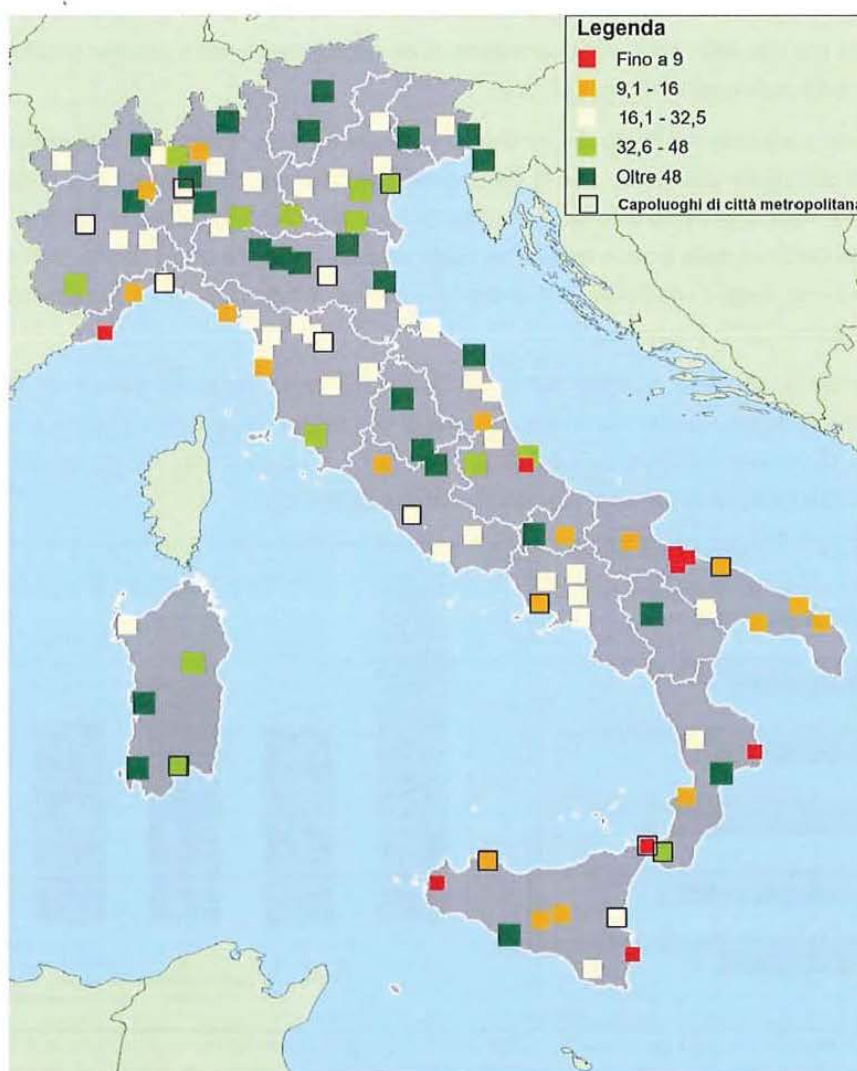 Legenda
Fino a 9
9,1 - 16
16,1 - 32,5
32,6 - 48
Oltre 48
Capoluoghi di città metropolitana